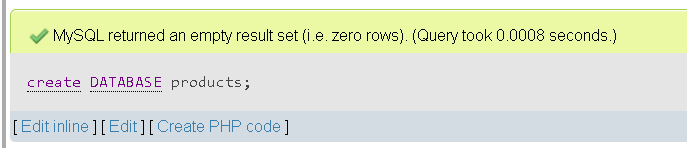 MySQL returned an empty result set (i.e. zero rows). (Query took 0.0008 seconds.)
create DATABASE products;
[ Edit inline ] [ Edit ] [ Create PHP code ]